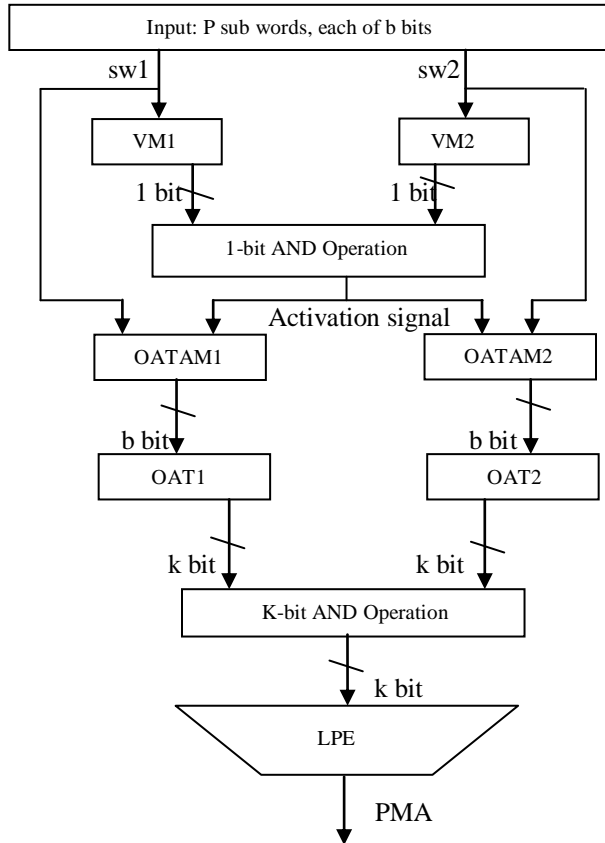 Input: P sub words, each of b bits
sw1 sw2
VM1 VM2
1 bit 1 bit
1-bit AND Operation
Activation signal
OATAM1 OATAM2
b bit b bit
OAT1 OAT2
k bit k bit
K-bit AND Operation
k bit
LPE
PMA